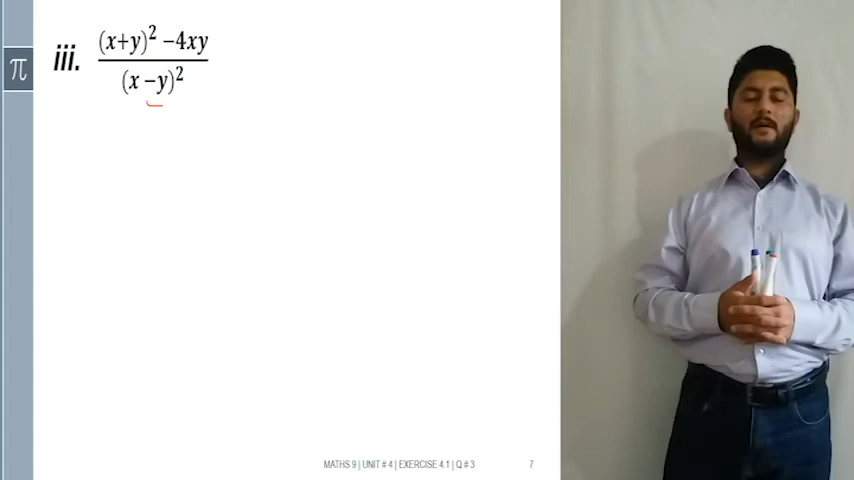 π
iii. (x+y)² −4xy
(x −y)²
MATHS 9 | UNIT # 4 | EXERCISE 4.1 | Q # 3 7